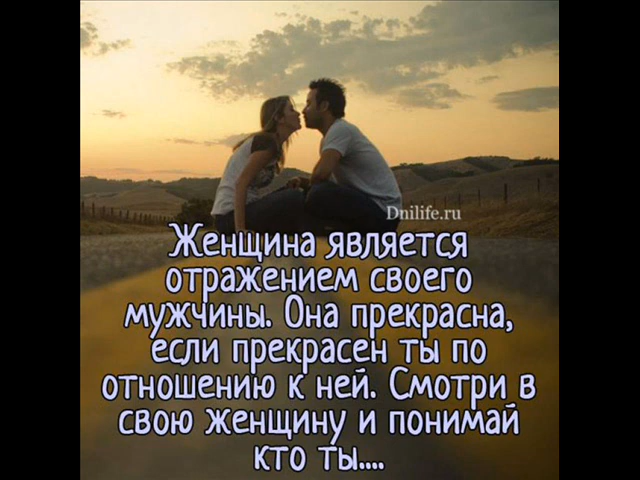 Dnilife.ru
Женщина является
отражением своего
мужчины. Она прекрасна,
если прекрасен ты по
отношению к ней. Смотри в
свою женщину и понимай
кто ты....